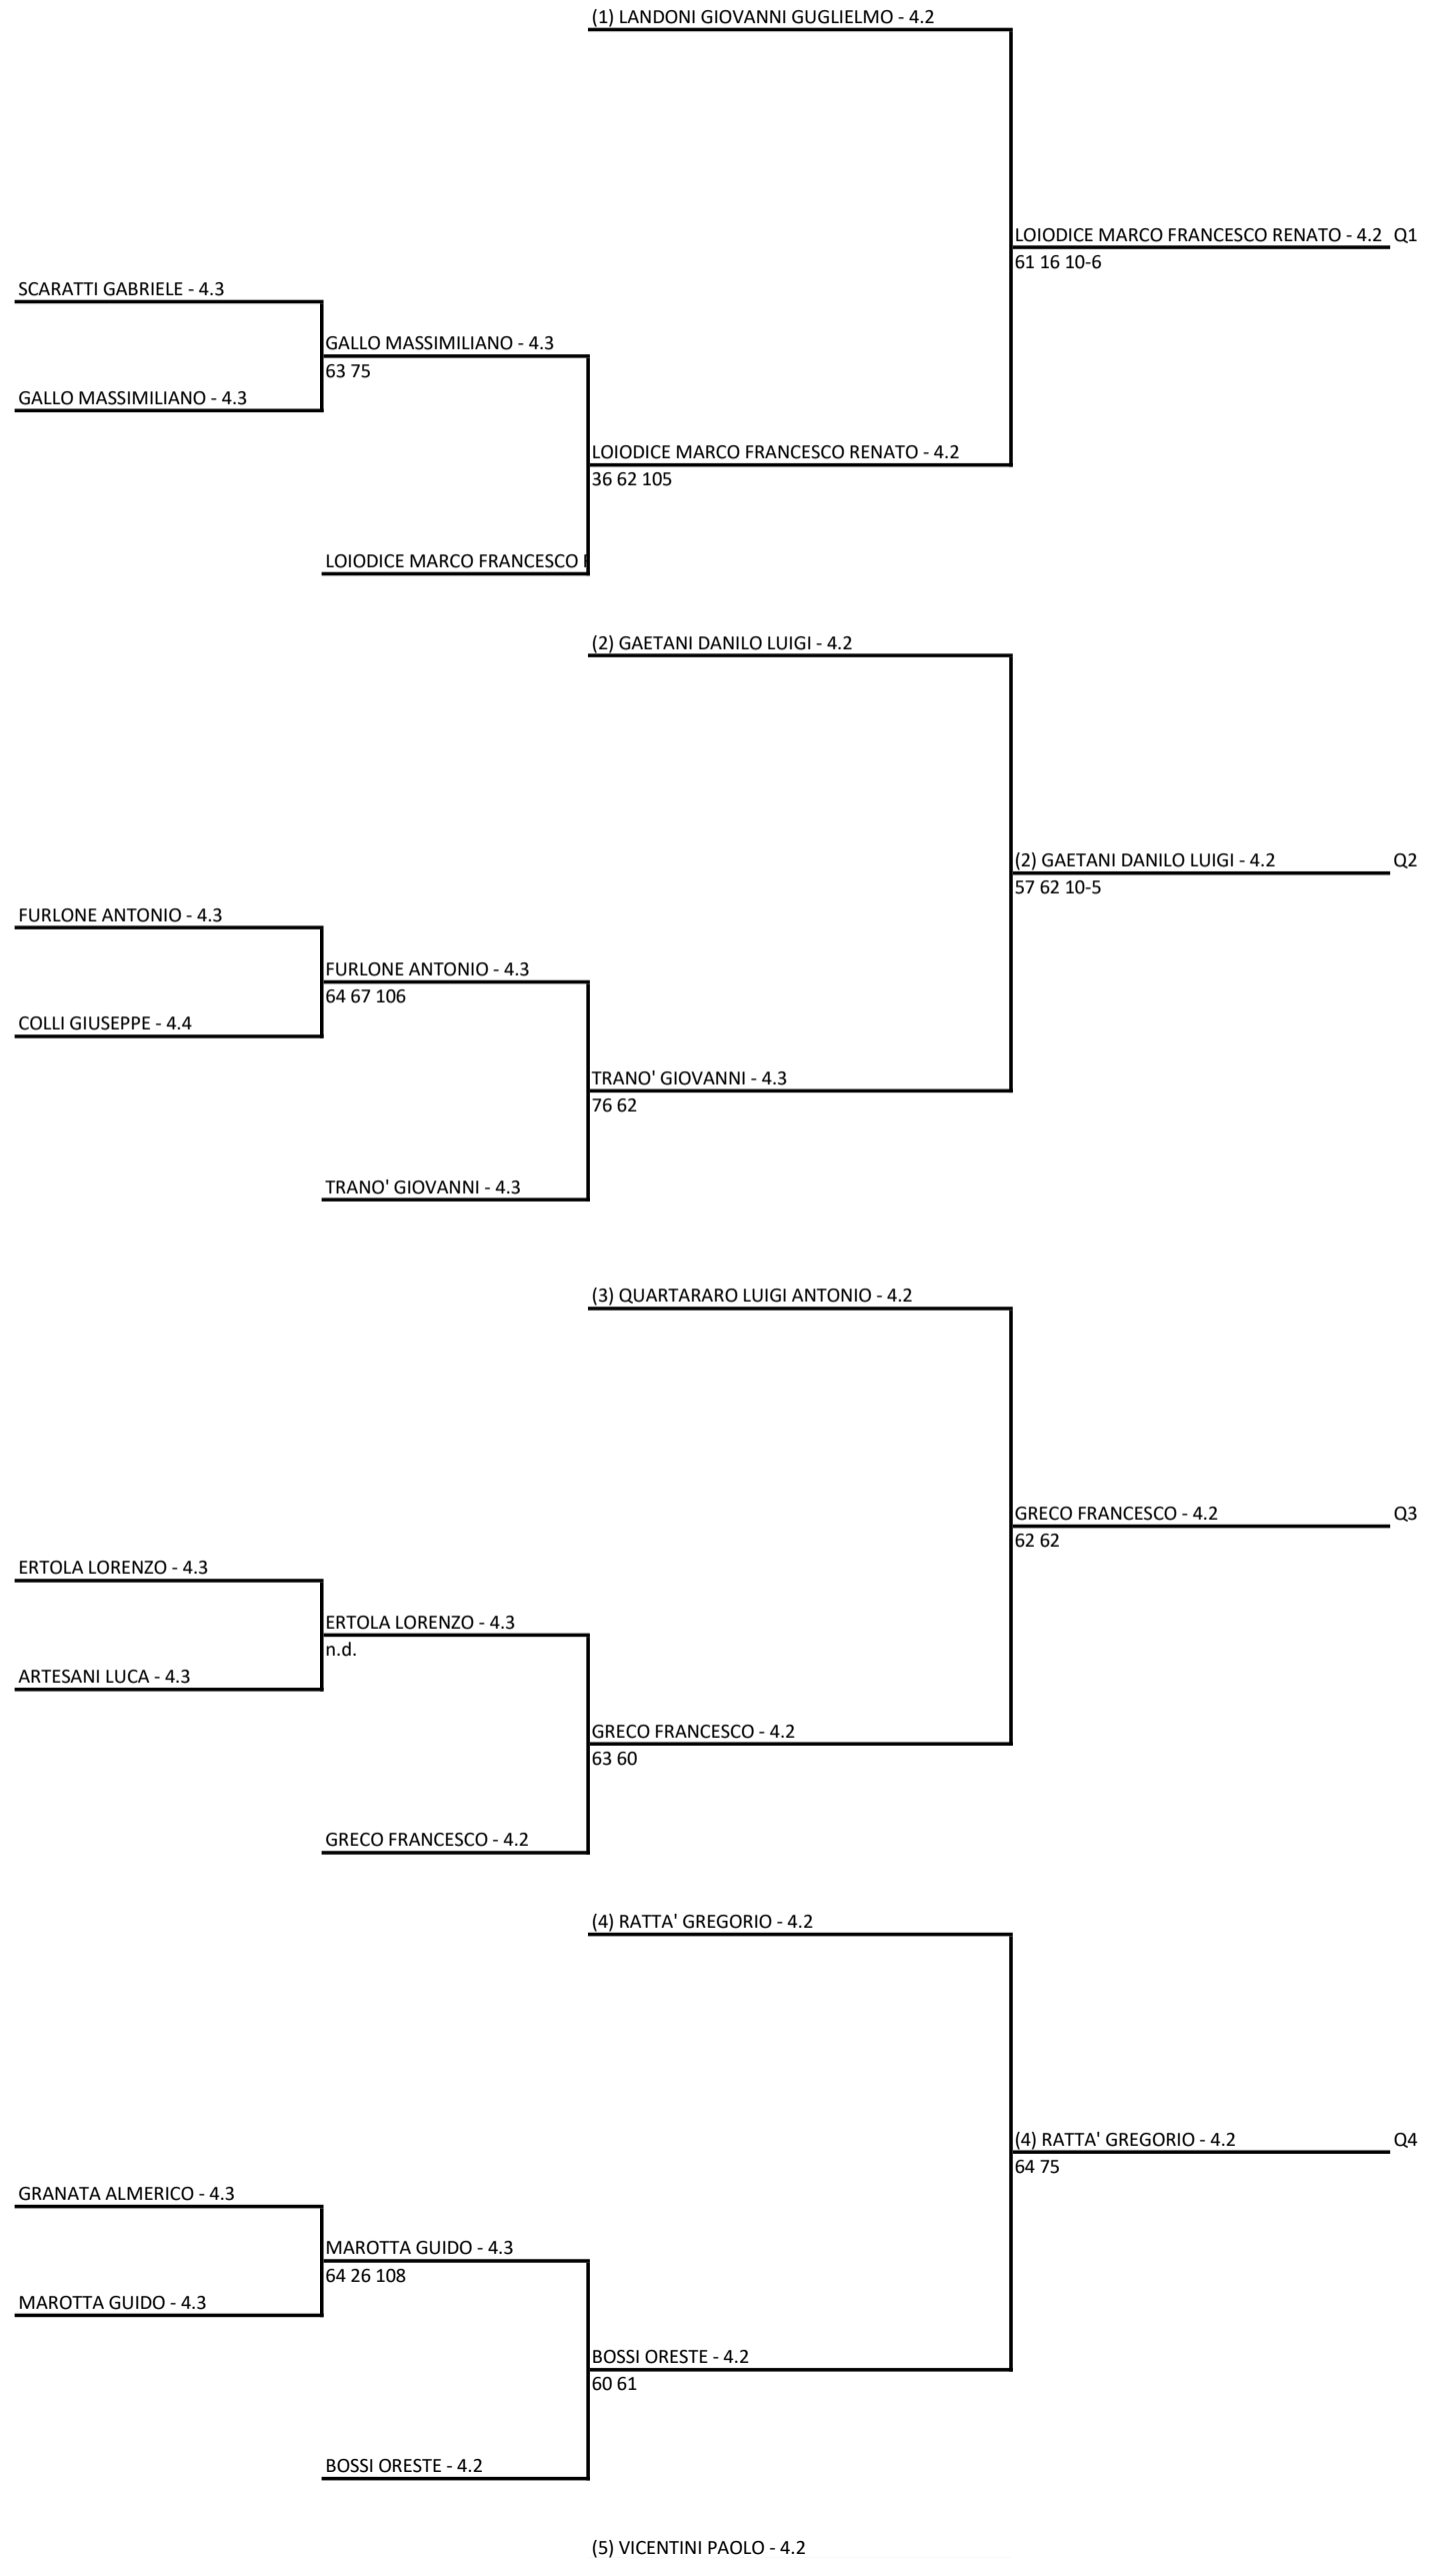 (1) LANDONI GIOVANNI GUGLIELMO - 4.2
LOIODICE MARCO FRANCESCO RENATO - 4.2 Q1
61 16 10-6
SCARATTI GABRIELE - 4.3
GALLO MASSIMILIANO - 4.3
63 75
GALLO MASSIMILIANO - 4.3
LOIODICE MARCO FRANCESCO RENATO - 4.2
36 62 105
LOIODICE MARCO FRANCESCO
(2) GAETANI DANILO LUIGI - 4.2
(2) GAETANI DANILO LUIGI - 4.2 Q2
57 62 10-5
FURLONE ANTONIO - 4.3
FURLONE ANTONIO - 4.3
64 67 106
COLLI GIUSEPPE - 4.4
TRANO' GIOVANNI - 4.3
76 62
TRANO' GIOVANNI - 4.3
(3) QUARTARARO LUIGI ANTONIO - 4.2
GRECO FRANCESCO - 4.2 Q3
62 62
ERTOLA LORENZO - 4.3
ERTOLA LORENZO - 4.3
n.d.
ARTESANI LUCA - 4.3
GRECO FRANCESCO - 4.2
63 60
GRECO FRANCESCO - 4.2
(4) RATTA' GREGORIO - 4.2
(4) RATTA' GREGORIO - 4.2 Q4
64 75
GRANATA ALMERICO - 4.3
MAROTTA GUIDO - 4.3
64 26 108
MAROTTA GUIDO - 4.3
BOSSI ORESTE - 4.2
60 61
BOSSI ORESTE - 4.2
(5) VICENTINI PAOLO - 4.2